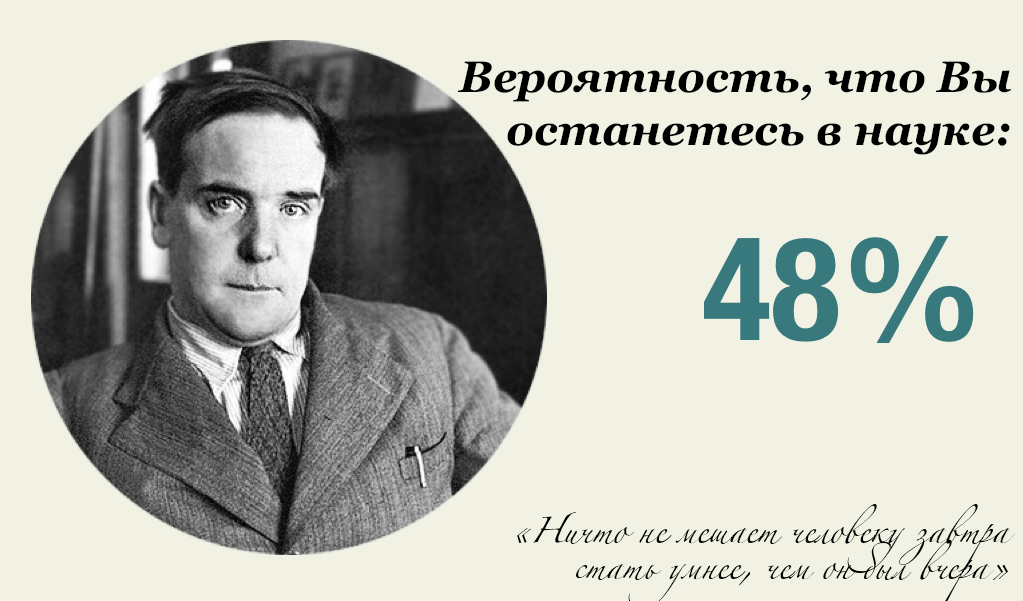 Вероятность, что Вы
останетесь в науке:
48%
«Ничто не мешает человеку завтра
стать умнее, чем он был вчера»